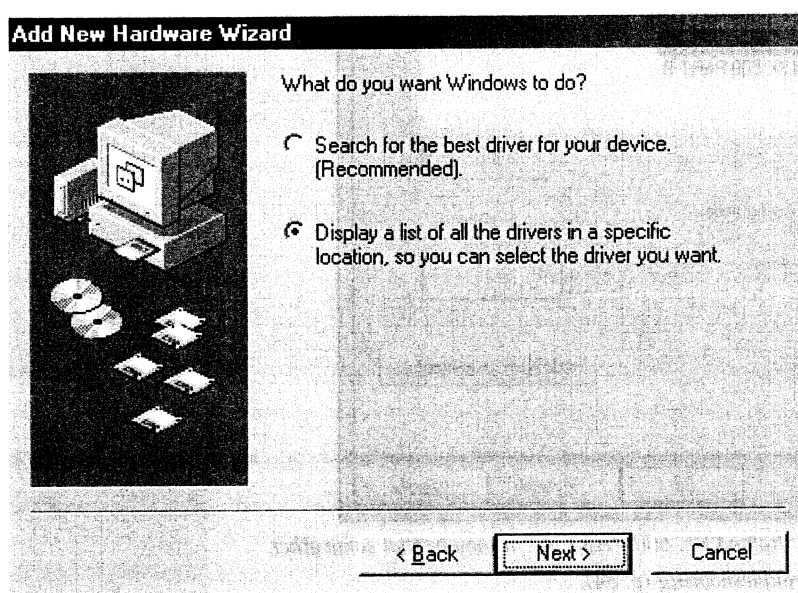 Add New Hardware Wizard
What do you want Windows to do?
Search for the best driver for your device.
(Recommended).
Display a list of all the drivers in a specific
location, so you can select the driver you want.
< Back
Next >
Cancel